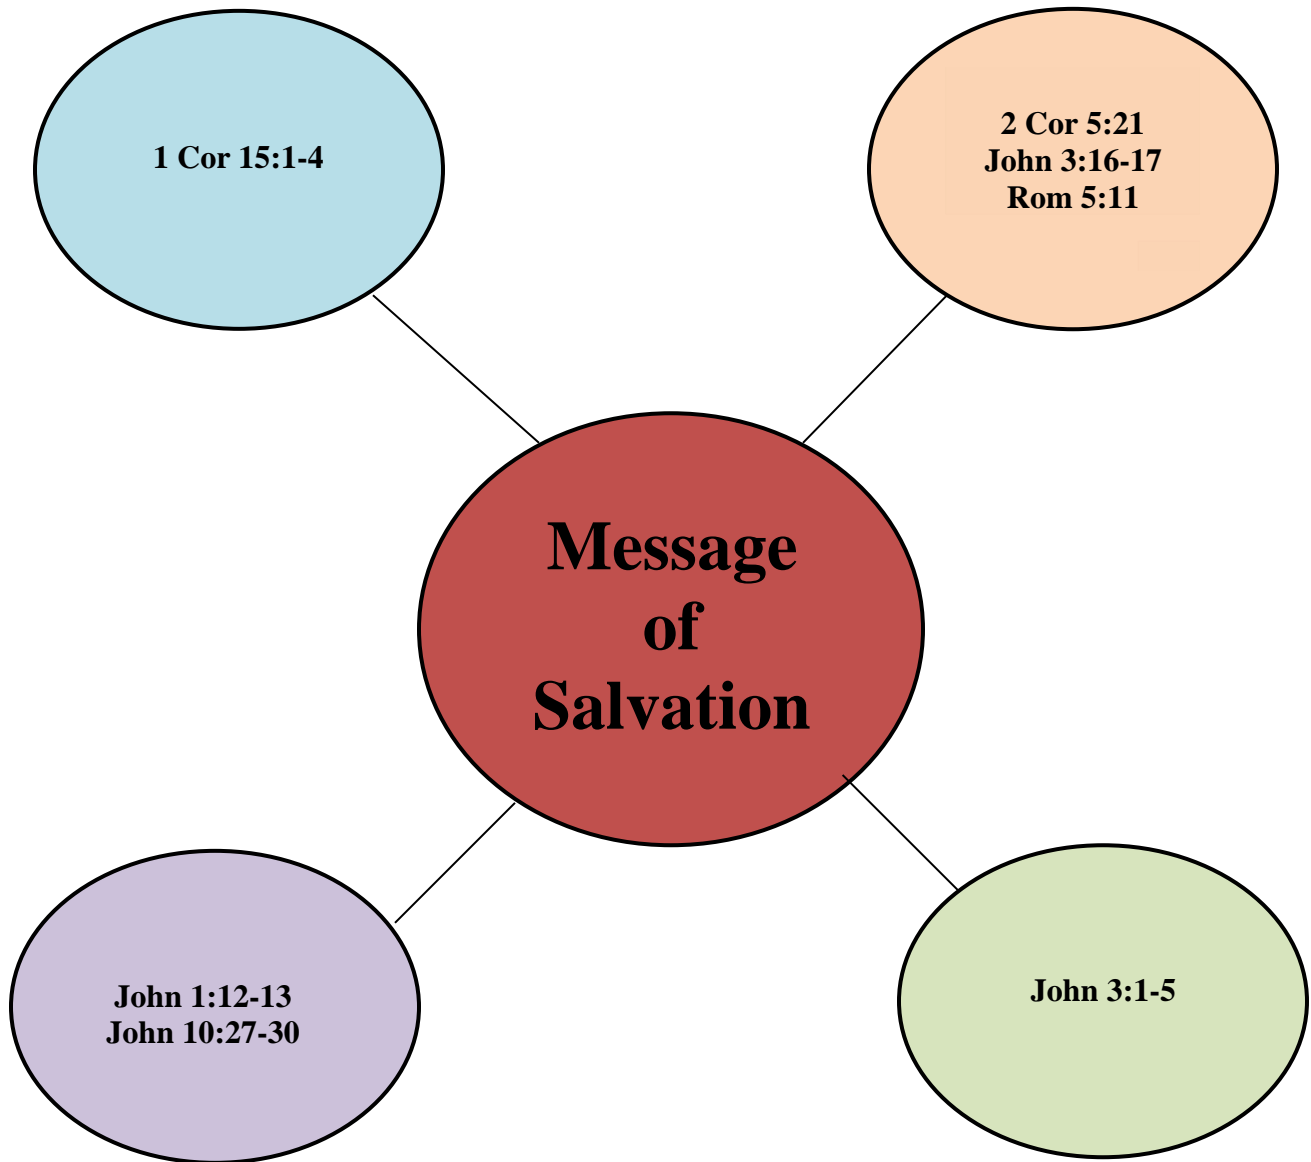 1 Cor 15:1-4
2 Cor 5:21
John 3:16-17
Rom 5:11
Message
of
Salvation
John 1:12-13
John 10:27-30
John 3:1-5